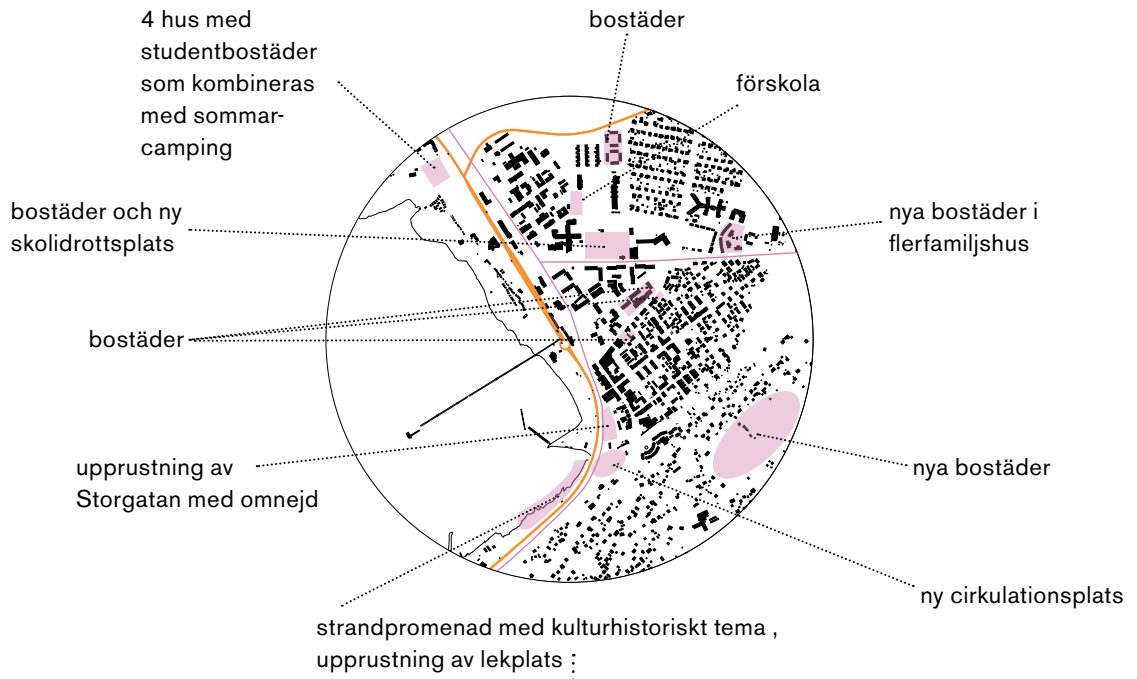 4 hus med
studentbostäder
som kombineras
med sommar-
camping
bostäder
förskola
bostäder och ny
skolidrottsplats
nya bostäder i
flerfamiljshus
bostäder
upprustning av
Storgatan med omnejd
nya bostäder
ny cirkulationsplats
strandpromenad med kulturhistoriskt tema ,
upprustning av lekplats